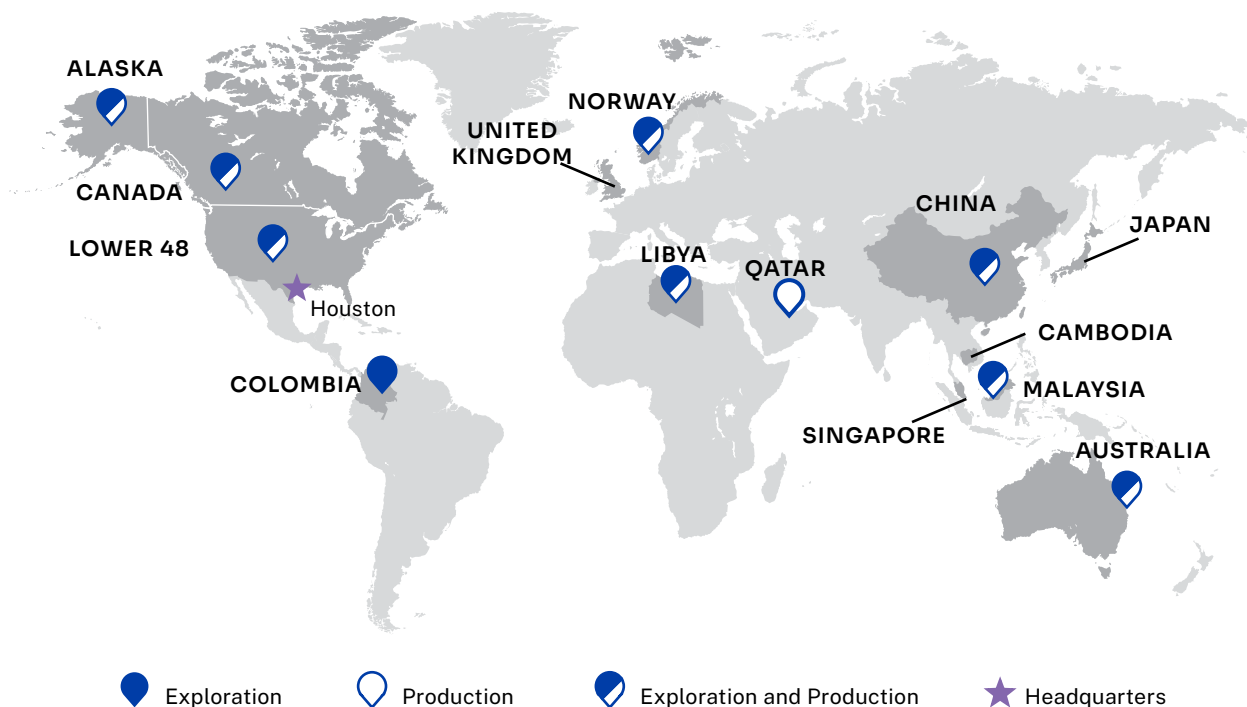 ALASKA
NORWAY
UNITED
KINGDOM
CANADA
CHINA
JAPAN
LOWER 48
LIBYA
QATAR
Houston
CAMBODIA
COLOMBIA
MALAYSIA
SINGAPORE
AUSTRALIA
Exploration
Production
Exploration and Production
Headquarters